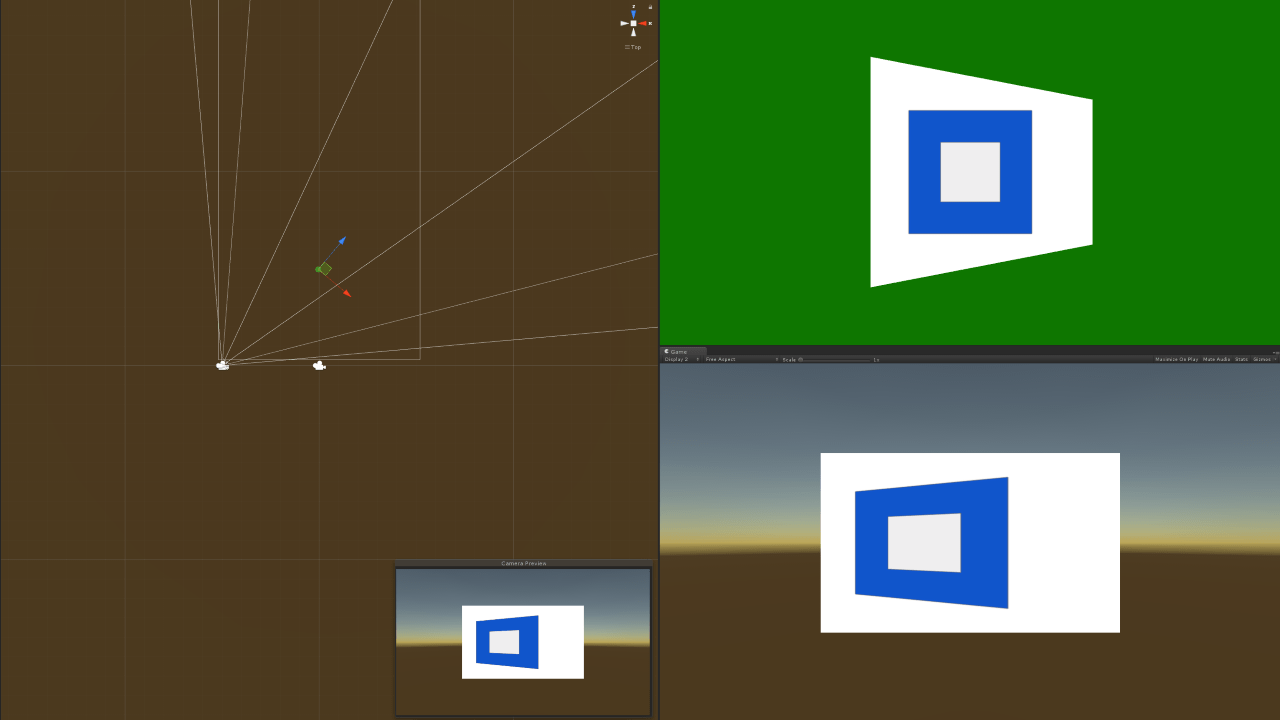 z
x
Top
Game
Display 2 Free Aspect Scale 1x Maximize On Play Mute Audio Stats Gizmos
Camera Preview